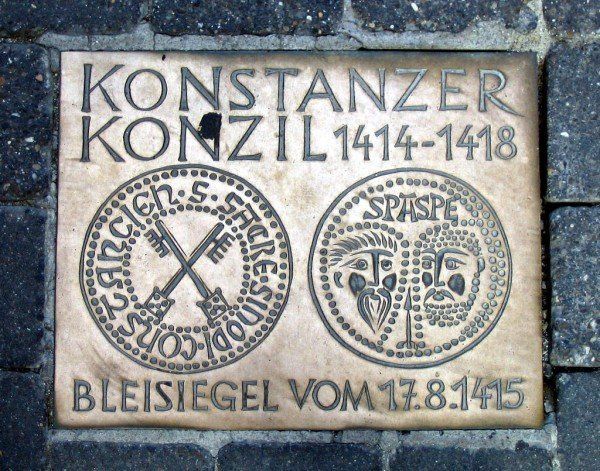 KONSTANZER
KONZIL 1414-1418
S. SACRE SINODI · CONSTANCIEN
SPASPE
BLEISIEGEL VOM 17.8.1415